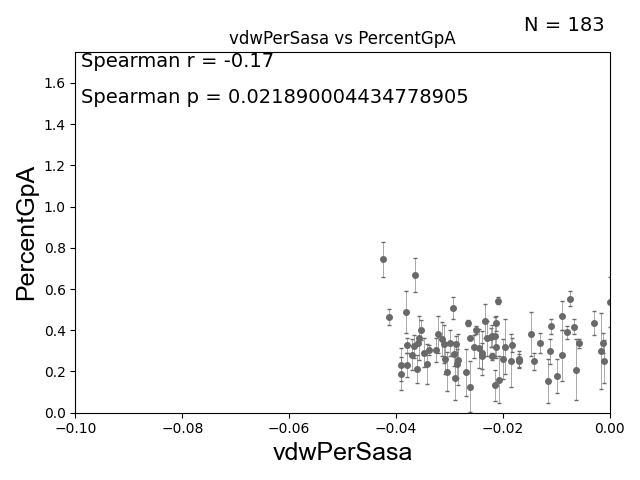 N = 183
vdwPerSasa vs PercentGpA
Spearman r = -0.17
Spearman p = 0.021890004434778905
PercentGpA
1.6
1.4
1.2
1.0
0.8
0.6
0.4
0.2
0.0
−0.10 −0.08 −0.06 −0.04 −0.02 0.00
vdwPerSasa